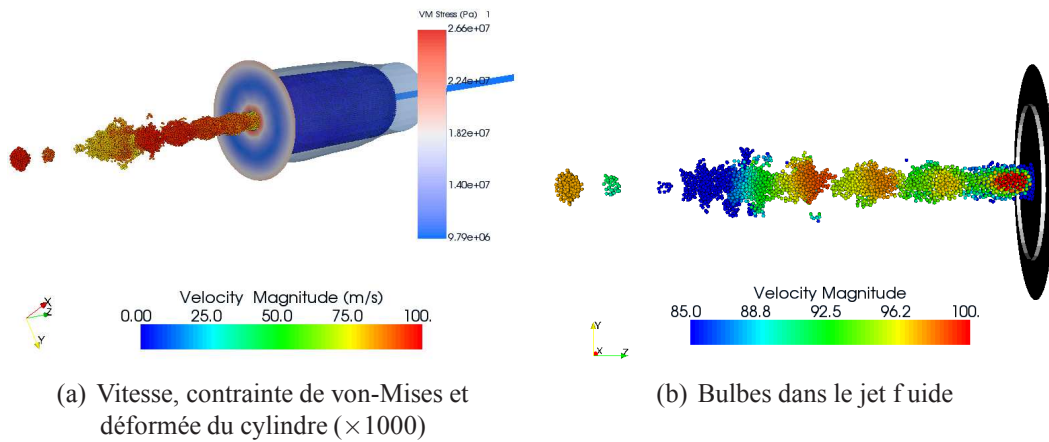 VM Stress (Pa) 1
2.66e+07
2.24e+07
1.82e+07
1.40e+07
9.79e+06
X
Z
Y
Velocity Magnitude (m/s)
0.00 25.0 50.0 75.0 100.
(a) Vitesse, contrainte de von-Mises et
déformée du cylindre (×1000)
Y
X Z
Velocity Magnitude
85.0 88.8 92.5 96.2 100.
(b) Bulbes dans le jet f uide